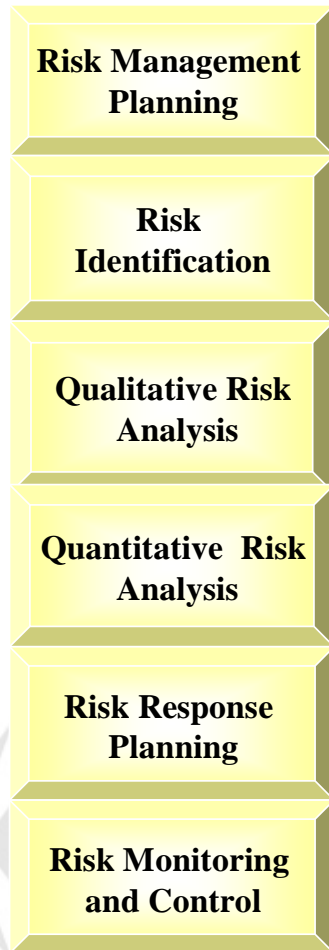 Risk Management
Planning
Risk
Identification
Qualitative Risk
Analysis
Quantitative Risk
Analysis
Risk Response
Planning
Risk Monitoring
and Control